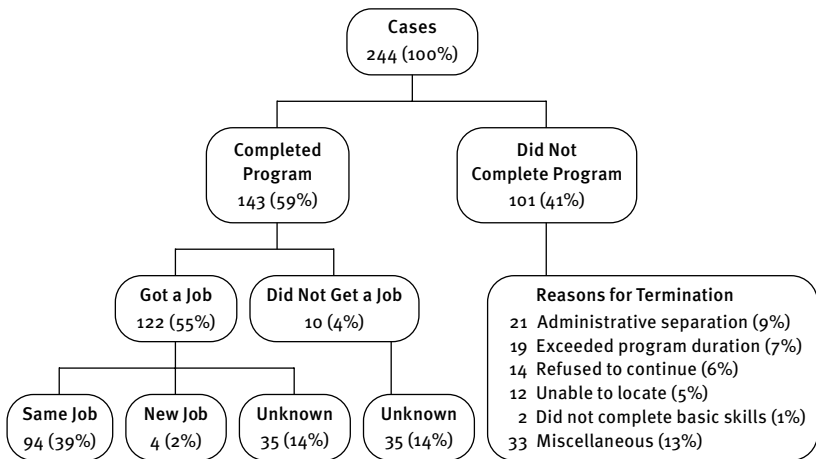 Cases
244 (100%)
Completed
Program
143 (59%)
Did Not
Complete Program
101 (41%)
Got a Job
122 (55%)
Did Not Get a Job
10 (4%)
Reasons for Termination
21 Administrative separation (9%)
19 Exceeded program duration (7%)
14 Refused to continue (6%)
12 Unable to locate (5%)
2 Did not complete basic skills (1%)
33 Miscellaneous (13%)
Same Job
94 (39%)
New Job
4 (2%)
Unknown
35 (14%)
Unknown
35 (14%)